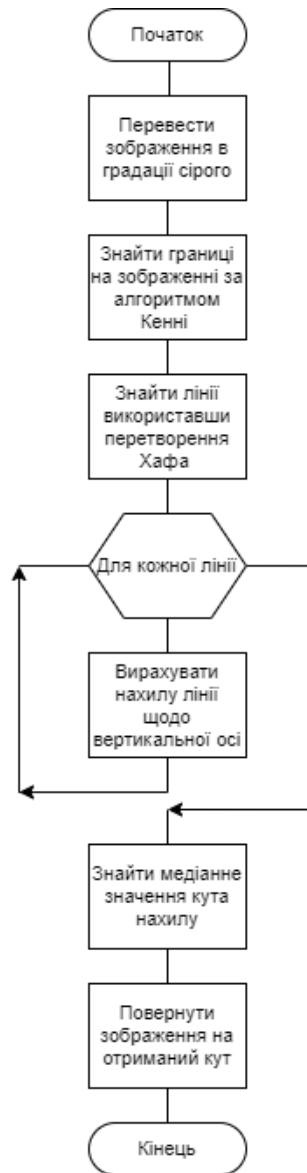 Початок
Перевести
зображення в
градації сірого
Знайти границі
на зображенні за
алгоритмом
Кенні
Знайти лінії
використавши
перетворення
Хафа
Для кожної лінії
Вирахувати
нахилу лінії
щодо
вертикальної осі
Знайти медіанне
значення кута
нахилу
Повернути
зображення на
отриманий кут
Кінець